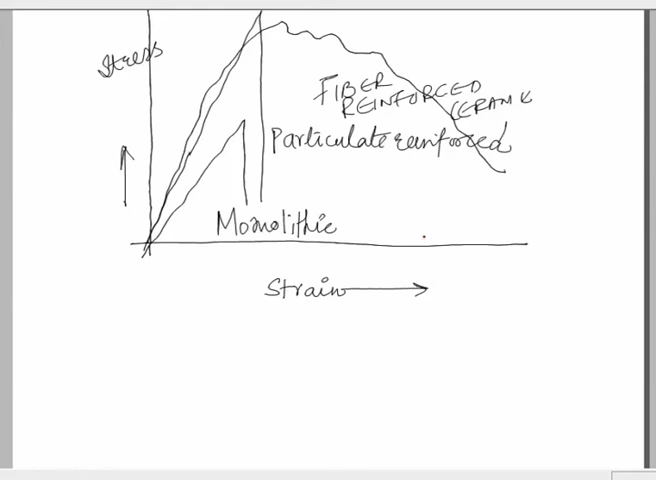 Stress
FIBER
REINFORCED
CERAMIC
Particulate reinforced
Monolithic
Strain